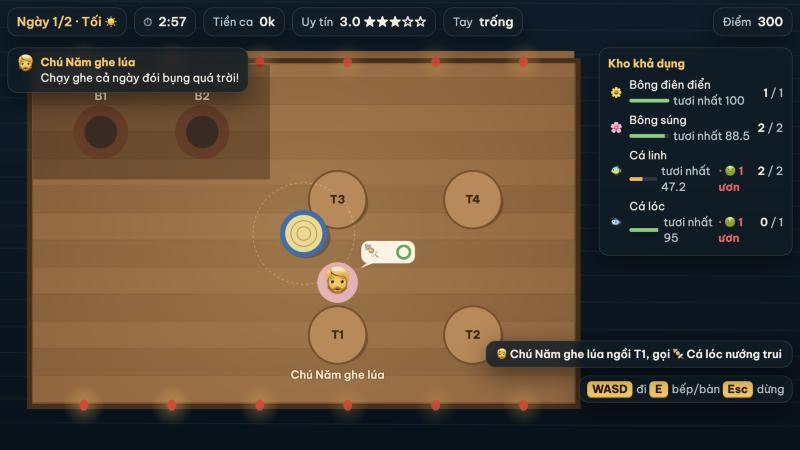 Ngày 1/2 · Tối
2:57
Tiền ca 0k
Uy tín 3.0 ★★★☆☆
Tay trống
Điểm 300
Chú Năm ghe lúa
Chạy ghe cả ngày đói bụng quá trời!
B1
B2
T3
T4
T1
T2
Chú Năm ghe lúa
Kho khả dụng
Bông điên điển
tươi nhất 100
1 / 1
Bông súng
tươi nhất 88.5
2 / 2
Cá linh
tươi nhất 47.2
· 1 ươn
2 / 2
Cá lóc
tươi nhất 95
· 1 ươn
0 / 1
Chú Năm ghe lúa ngồi T1, gọi Cá lóc nướng trui
WASD đi E bếp/bàn Esc dừng